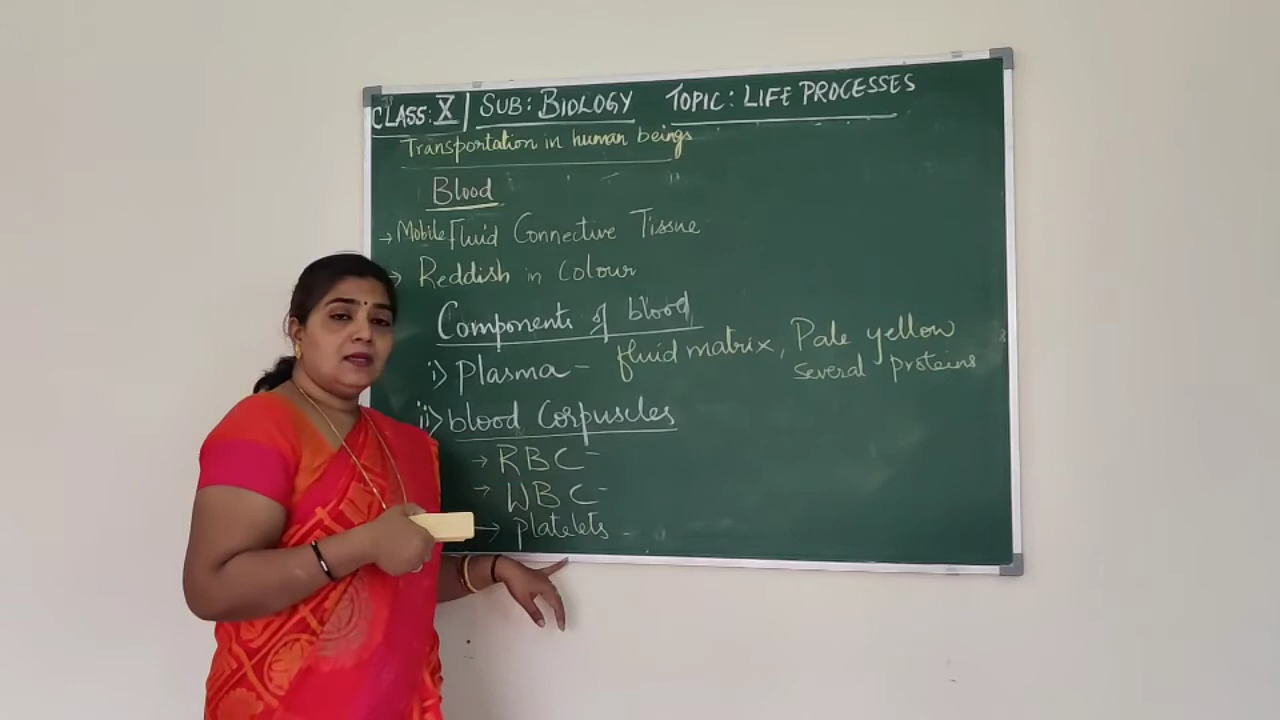 CLASS: X | SUB: BIOLOGY TOPIC: LIFE PROCESSES
Transportation in human beings
Blood
→ Mobile Fluid Connective Tissue
→ Reddish in Colour
Components of blood
i) Plasma - fluid matrix, Pale yellow
several proteins
ii) blood Corpuscles
→ RBC -
→ WBC -
→ Platelets -